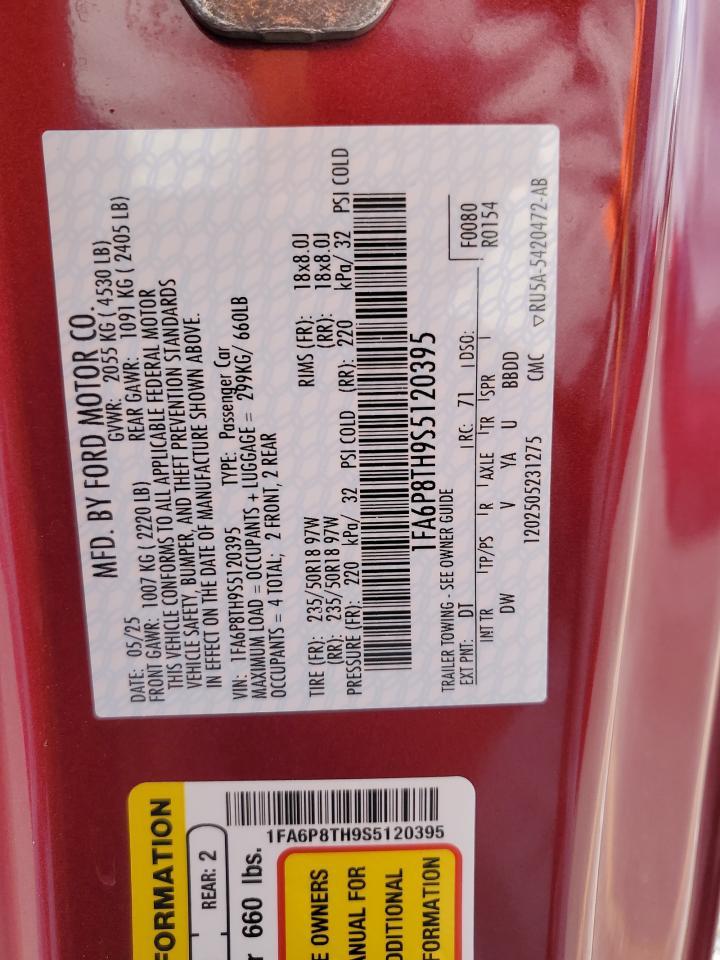 MFD. BY FORD MOTOR CO.
DATE: 05/25 GVWR: 2055 KG ( 4530 LB)
FRONT GAWR: 1007 KG ( 2220 LB) REAR GAWR: 1091 KG ( 2405 LB)
THIS VEHICLE CONFORMS TO ALL APPLICABLE FEDERAL MOTOR
VEHICLE SAFETY, BUMPER, AND THEFT PREVENTION STANDARDS
IN EFFECT ON THE DATE OF MANUFACTURE SHOWN ABOVE.
VIN: 1FA6P8TH9S5120395 TYPE: Passenger Car
MAXIMUM LOAD = OCCUPANTS + LUGGAGE = 299KG/ 660LB
OCCUPANTS = 4 TOTAL; 2 FRONT, 2 REAR
TIRE (FR): 235/50R18 97W RIMS (FR): 18x8.0J
(RR): 235/50R18 97W (RR): 18x8.0J
PRESSURE (FR): 220 kPa/ 32 PSI COLD (RR): 220 kPa/ 32 PSI COLD
1FA6P8TH9S5120395
TRAILER TOWING - SEE OWNER GUIDE F0080
EXT PNT: DT RC: 71 DSO: R0154
INT TR TP/PS R AXLE TR SPR
DW V YA U BBDD
1202505231275 CMC ▽RU5A-5420472-AB
FORMATION
REAR: 2
660 lbs.
1FA6P8TH9S5120395
OWNERS
FOR